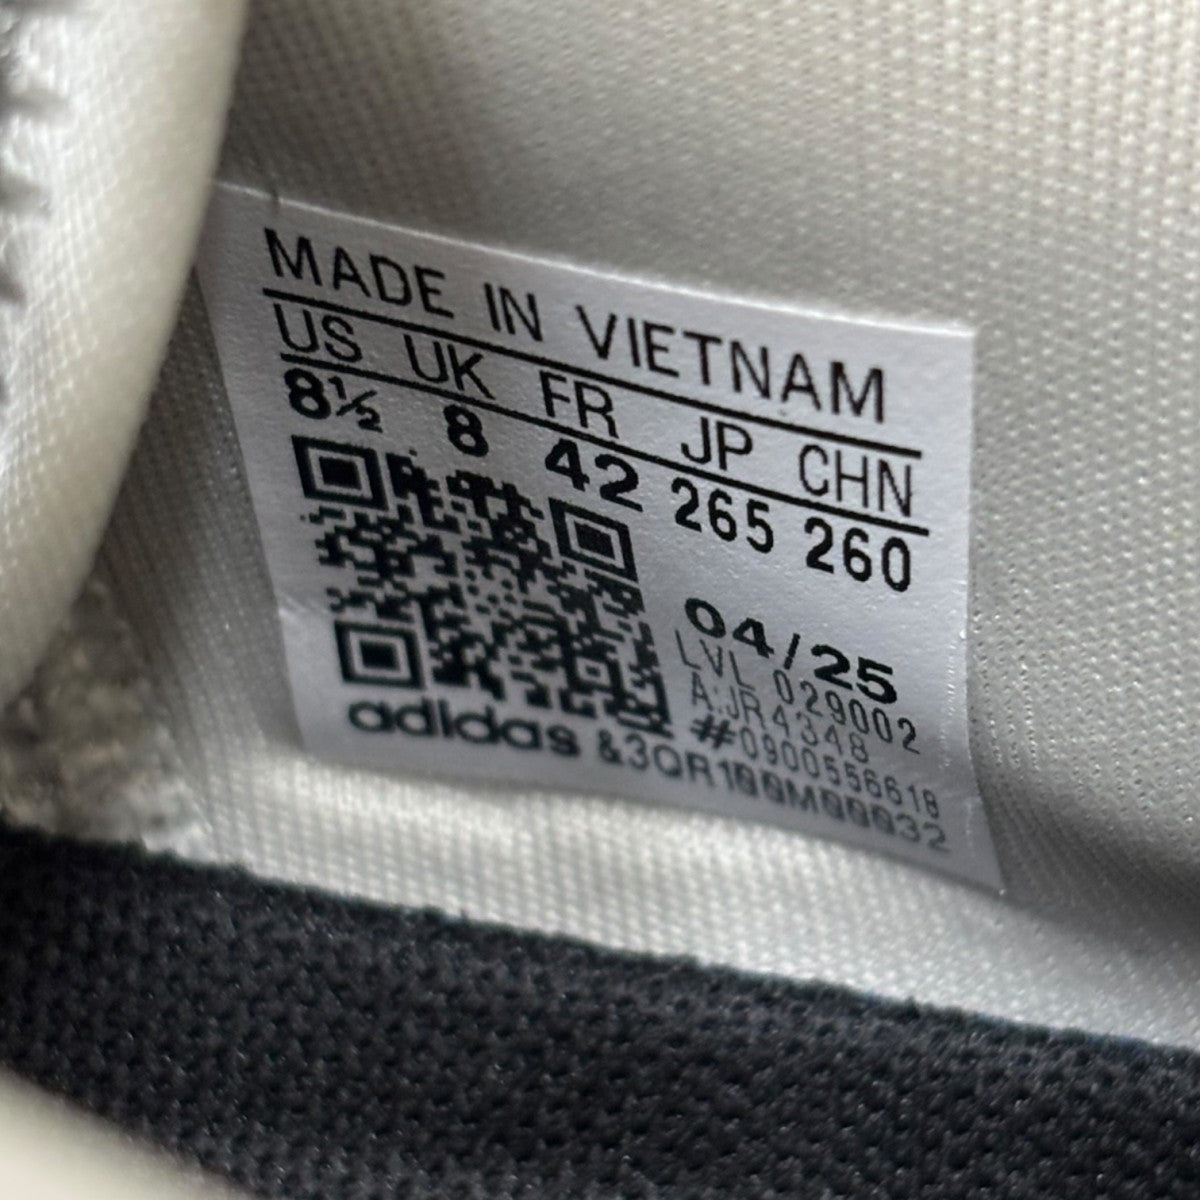 MADE IN VIETNAM
US UK FR JP CHN
8½ 8 42 265 260
04/25
LVL 029002
A:JR4348
#0900556618
adidas &3QR100M00032